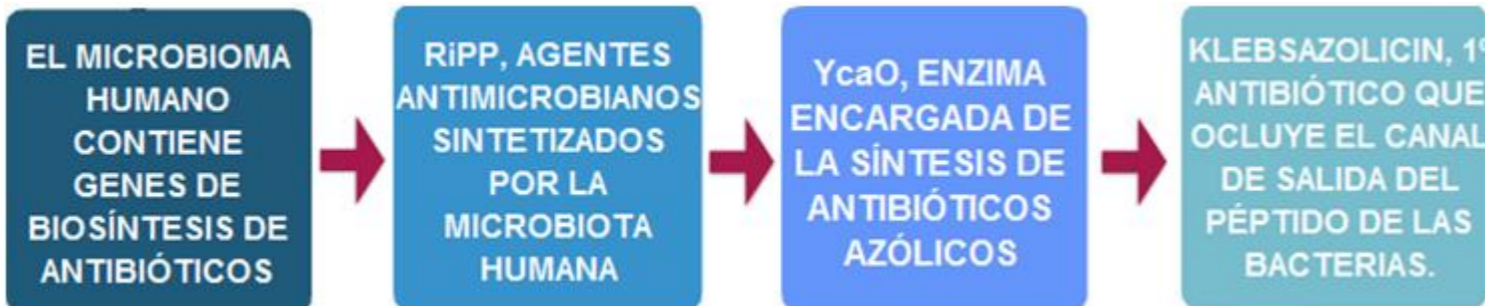 EL MICROBIOMA
HUMANO
CONTIENE
GENES DE
BIOSÍNTESIS DE
ANTIBIÓTICOS
RiPP, AGENTES
ANTIMICROBIANOS
SINTETIZADOS
POR LA
MICROBIOTA
HUMANA
YcaO, ENZIMA
ENCARGADA DE
LA SÍNTESIS DE
ANTIBIÓTICOS
AZÓLICOS
KLEBSAZOLICIN, 1º
ANTIBIÓTICO QUE
OCLUYE EL CANAL
DE SALIDA DEL
PÉPTIDO DE LAS
BACTERIAS.